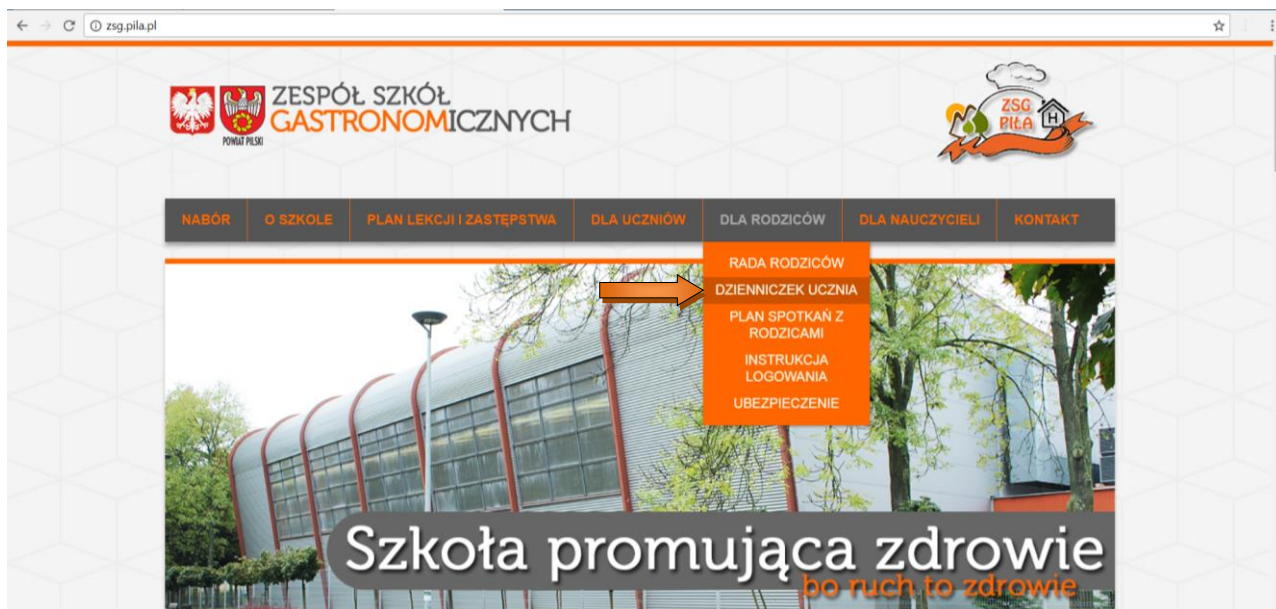 zsg.pila.pl
ZESPÓŁ SZKÓŁ
GASTRONOMICZNYCH
POWIAT PILSKI
ZSG
PIŁA
H
NABÓR O SZKOLE PLAN LEKCJI I ZASTĘPSTWA DLA UCZNIÓW DLA RODZICÓW DLA NAUCZYCIELI KONTAKT
RADA RODZICÓW
DZIENNICZEK UCZNIA
PLAN SPOTKAŃ Z
RODZICAMI
INSTRUKCJA
LOGOWANIA
UBEZPIECZENIE
Szkoła promująca zdrowie
bo ruch to zdrowie